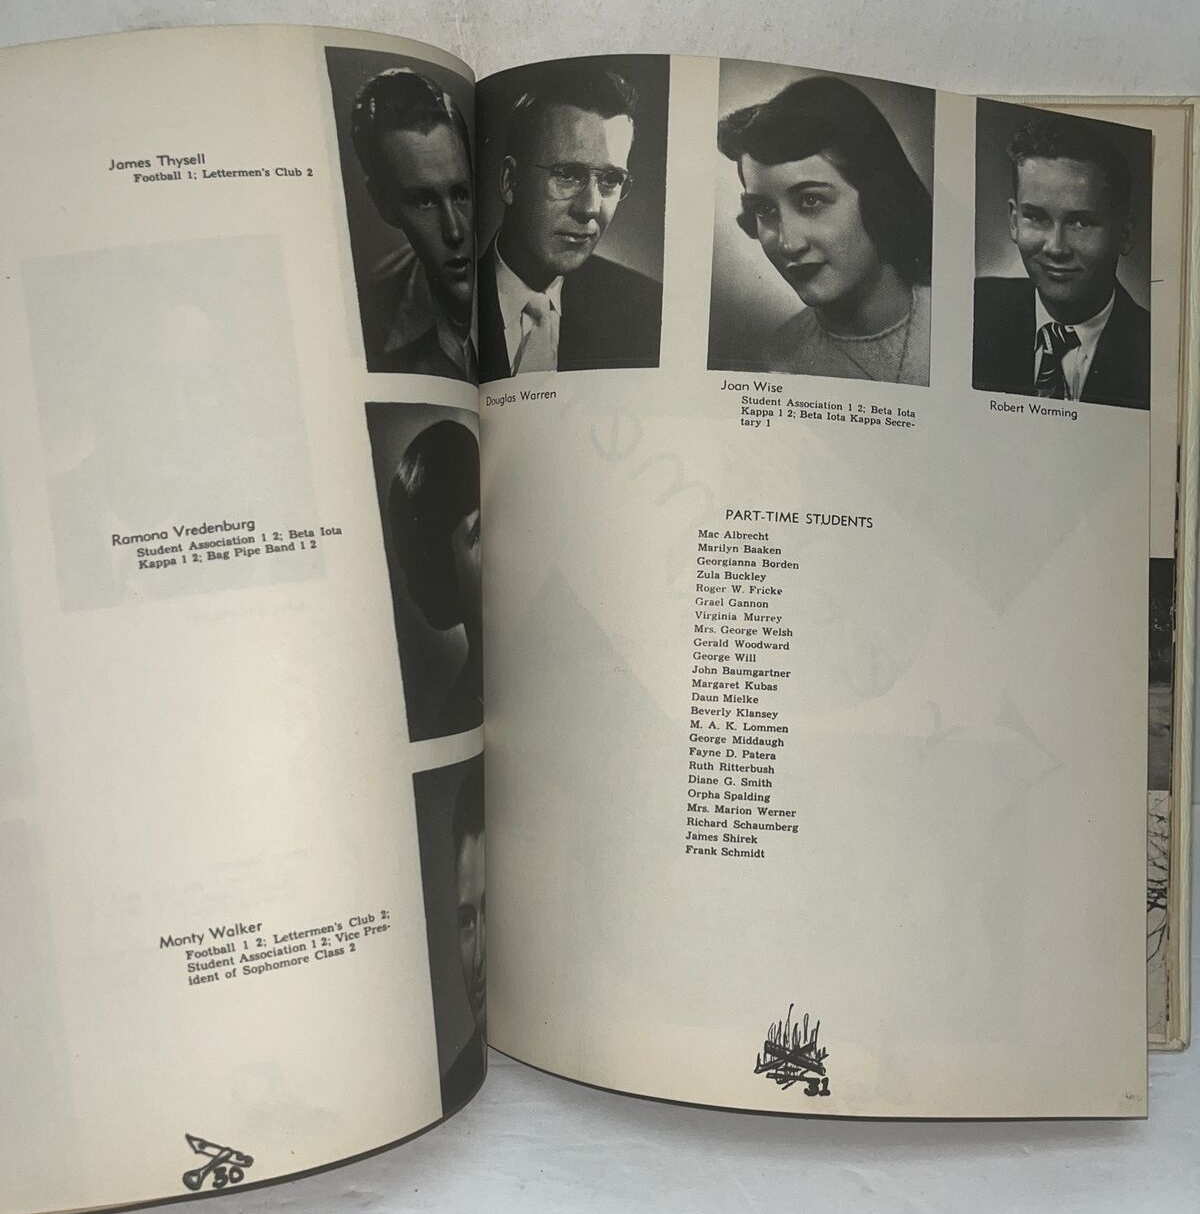 James Thysell
Football 1; Lettermen's Club 2
Ramona Vredenburg
Student Association 1 2; Beta Iota
Kappa 1 2; Bag Pipe Band 1 2
Monty Walker
Football 1 2; Lettermen's Club 2;
Student Association 1 2; Vice Pres-
ident of Sophomore Class 2
30
Douglas Warren
Joan Wise
Student Association 1 2; Beta Iota
Kappa 1 2; Beta Iota Kappa Secre-
tary 1
Robert Warming
PART-TIME STUDENTS
Mac Albrecht
Marilyn Baaken
Georgianna Borden
Zula Buckley
Roger W. Fricke
Grael Gannon
Virginia Murrey
Mrs. George Welsh
Gerald Woodward
George Will
John Baumgartner
Margaret Kubas
Daun Mielke
Beverly Klansey
M. A. K. Lommen
George Middaugh
Fayne D. Patera
Ruth Ritterbush
Diane G. Smith
Orpha Spalding
Mrs. Marion Werner
Richard Schaumberg
James Shirek
Frank Schmidt
31